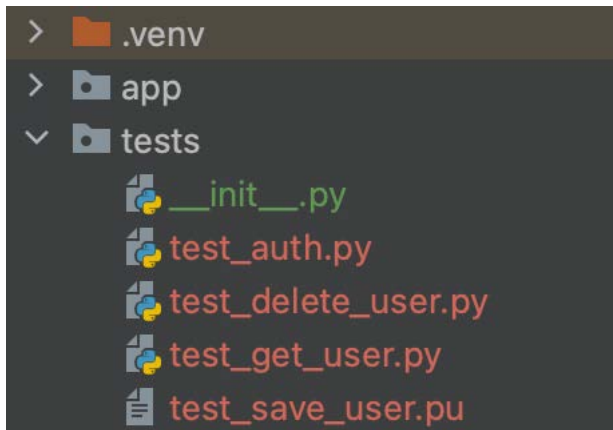 .venv
app
tests
__init__.py
test_auth.py
test_delete_user.py
test_get_user.py
test_save_user.pu